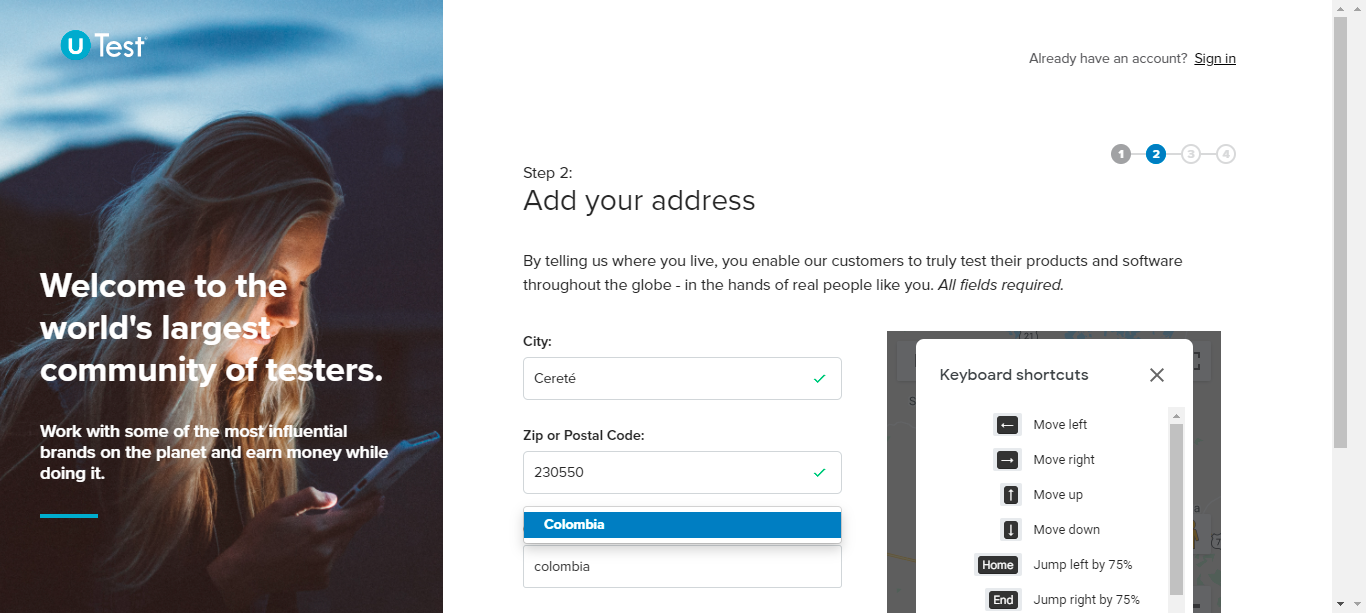 U Test
Already have an account? Sign in
1 2 3 4
Step 2:
Add your address
By telling us where you live, you enable our customers to truly test their products and software
throughout the globe - in the hands of real people like you. All fields required.
Welcome to the
world's largest
community of testers.
Work with some of the most influential
brands on the planet and earn money while
doing it.
City:
Cereté
Zip or Postal Code:
230550
Colombia
colombia
(21)
Keyboard shortcuts
← Move left
→ Move right
↑ Move up
↓ Move down
Home Jump left by 75%
End Jump right by 75%